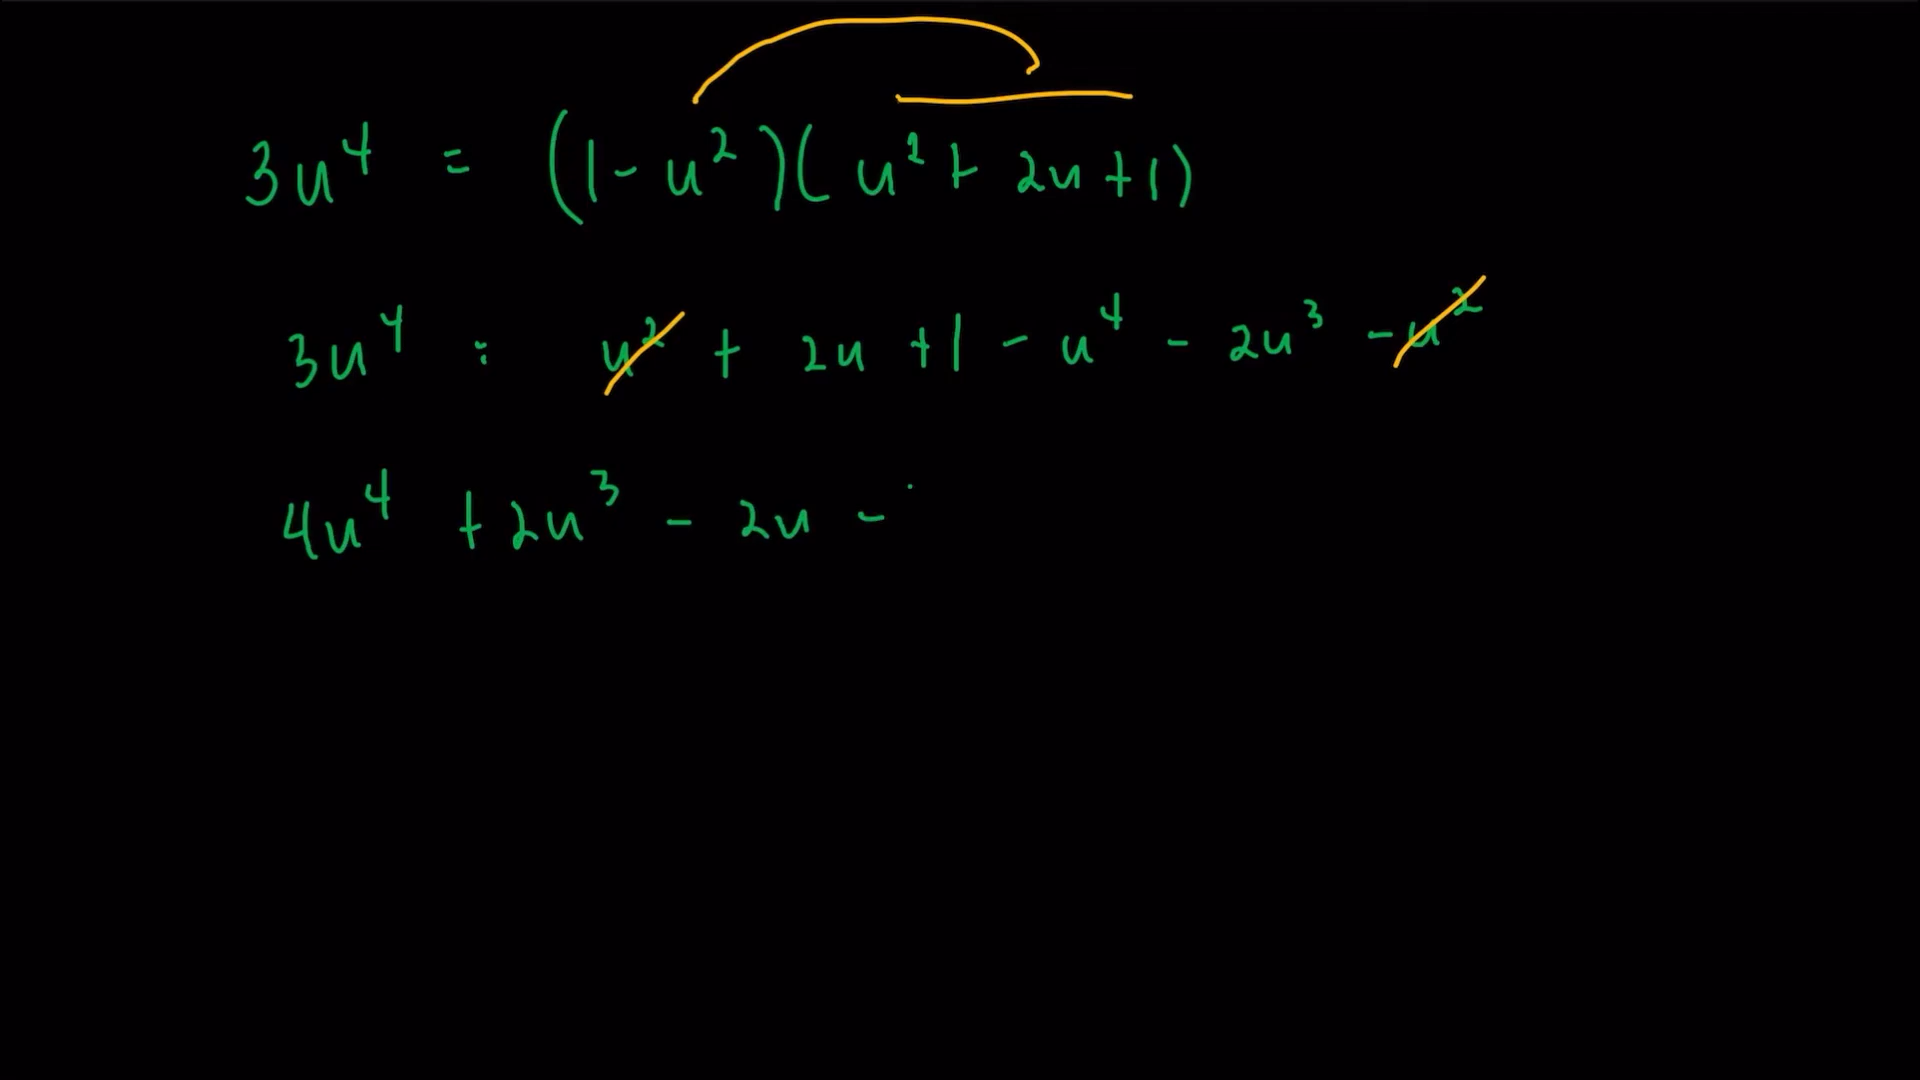 3u⁴ = (1-u²)(u²+ 2u+1)
3u⁴ = u² + 2u +1 - u⁴ - 2u³ - u²
4u⁴ +2u³ - 2u -